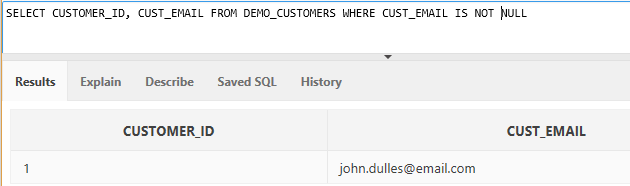 SELECT CUSTOMER_ID, CUST_EMAIL FROM DEMO_CUSTOMERS WHERE CUST_EMAIL IS NOT NULL
Results Explain Describe Saved SQL History
CUSTOMER_ID CUST_EMAIL
1 john.dulles@email.com